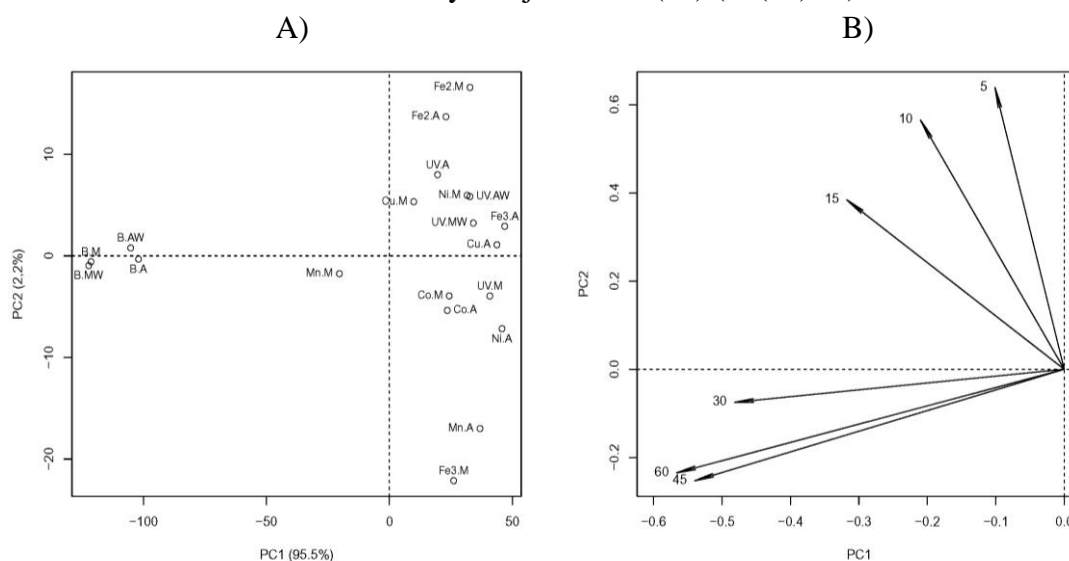 A)
B)
Fe2.M
Fe2.A
UV.A
Ni.M
UV.AW
Cu.M
UV.MW
Fe3.A
Cu.A
B.AW
B.M
B.MW
B.A
Mn.M
Co.M
UV.M
Co.A
Ni.A
Mn.A
Fe3.M
10
0
−10
−20
PC2 (2.2%)
−100
−50
0
50
PC1 (95.5%)
5
10
15
30
60
45
0.6
0.4
0.2
0.0
−0.2
PC2
−0.6
−0.5
−0.4
−0.3
−0.2
−0.1
0.0
PC1